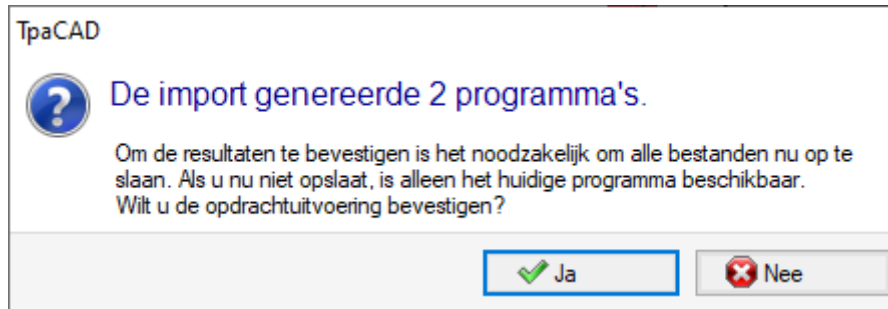 TpaCAD
De import genereerde 2 programma's.
Om de resultaten te bevestigen is het noodzakelijk om alle bestanden nu op te
slaan. Als u nu niet opslaat, is alleen het huidige programma beschikbaar.
Wilt u de opdrachtuitvoering bevestigen?
Ja
Nee